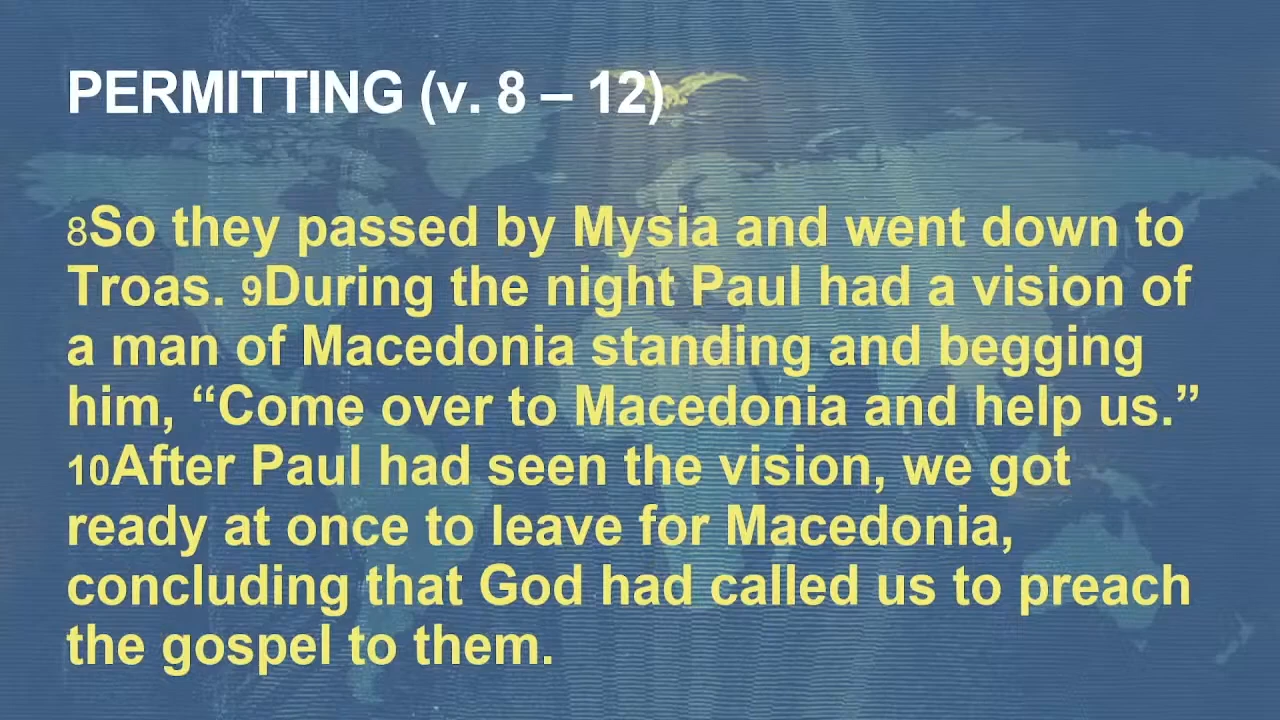 PERMITTING (v. 8 – 12)
8So they passed by Mysia and went down to
Troas. 9During the night Paul had a vision of
a man of Macedonia standing and begging
him, “Come over to Macedonia and help us.”
10After Paul had seen the vision, we got
ready at once to leave for Macedonia,
concluding that God had called us to preach
the gospel to them.